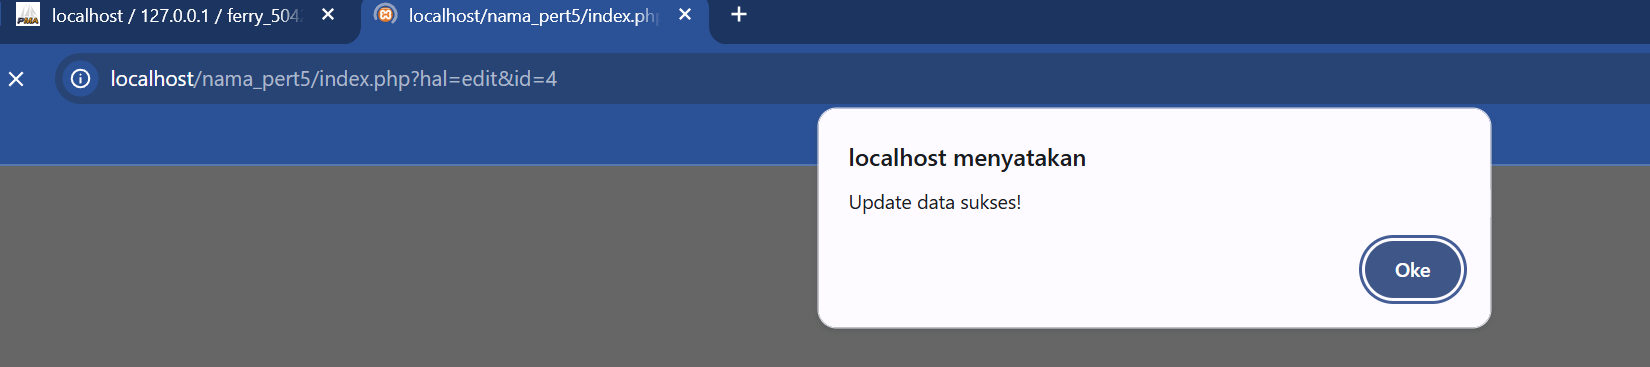 localhost / 127.0.0.1 / ferry_504
localhost/nama_pert5/index.php
localhost/nama_pert5/index.php?hal=edit&id=4
localhost menyatakan
Update data sukses!
Oke